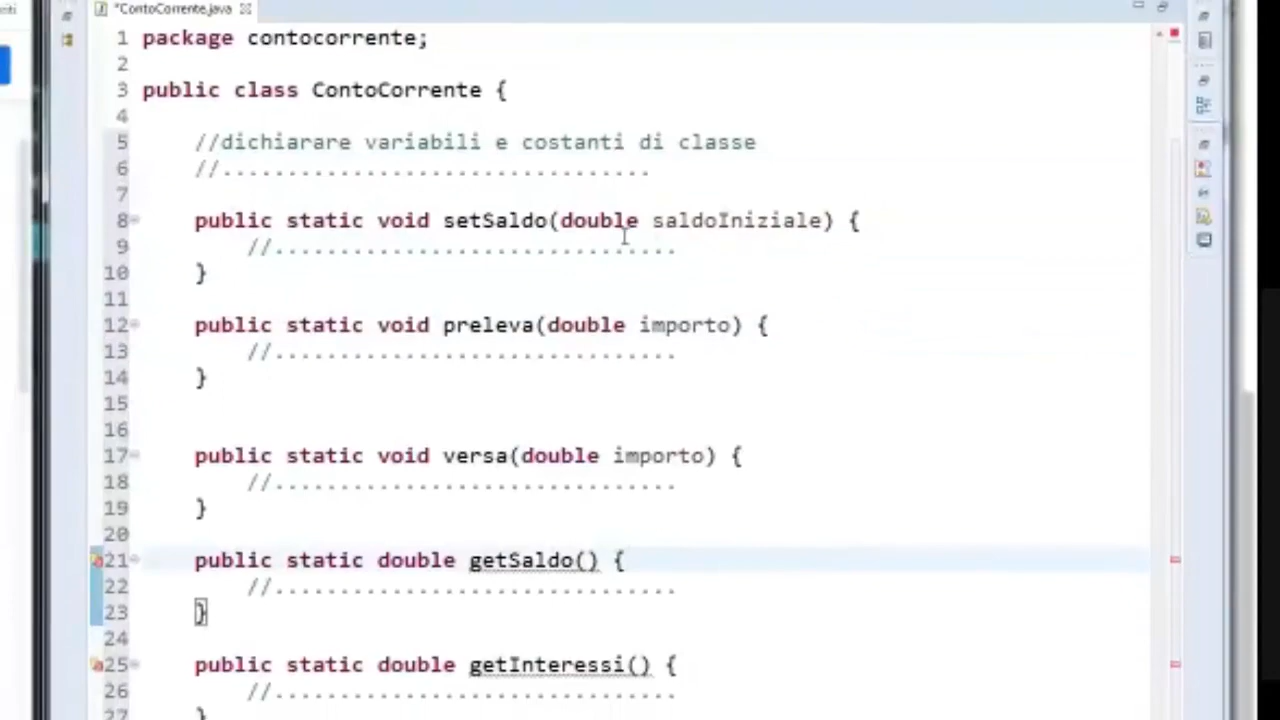 *ContoCorrente.java
1 package contocorrente;
2
3 public class ContoCorrente {
4
5 //dichiarare variabili e costanti di classe
6 //.................................
7
8 public static void setSaldo(double saldoIniziale) {
9 //...............................
10 }
11
12 public static void preleva(double importo) {
13 //...............................
14 }
15
16
17 public static void versa(double importo) {
18 //...............................
19 }
20
21 public static double getSaldo() {
22 //...............................
23 }
24
25 public static double getInteressi() {
26 //...............................
27 }